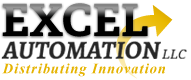 EXCEL
AUTOMATION LLC
Distributing Innovation